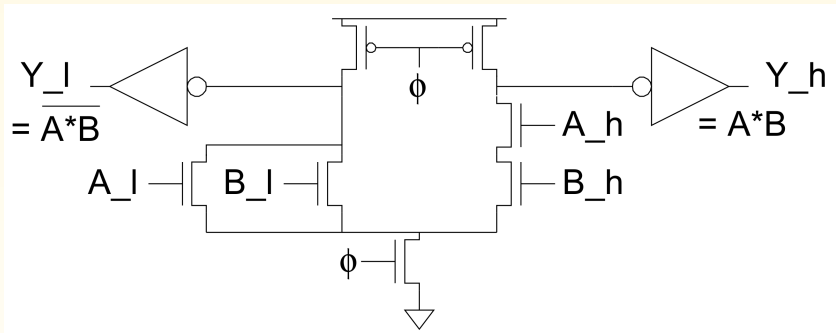 Y_l
= A*B
ϕ
Y_h
= A*B
A_h
A_l
B_l
B_h
ϕ